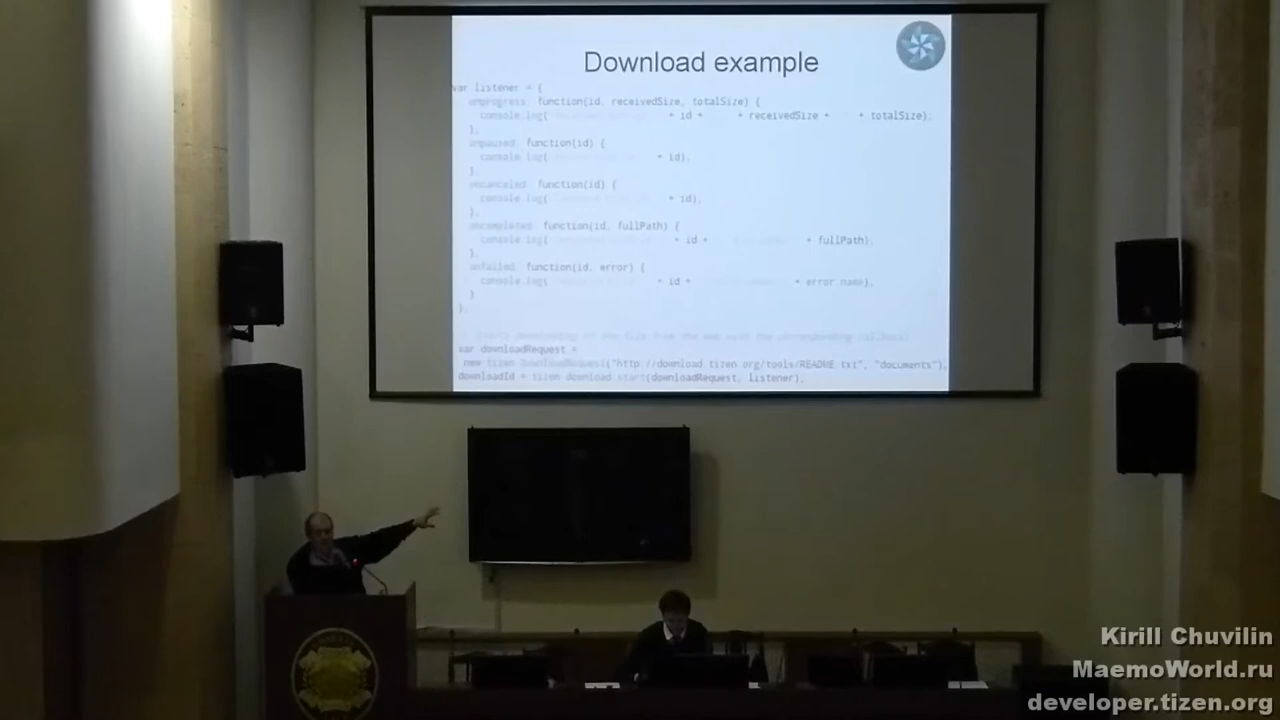 Download example
var listener = {
onprogress: function(id, receivedSize, totalSize) {
console.log( + id + + receivedSize + + totalSize);
},
onpaused: function(id) {
console.log( + id);
},
oncanceled: function(id) {
console.log( + id);
},
oncompleted: function(id, fullPath) {
console.log( + id + + fullPath);
},
onfailed: function(id, error) {
console.log( + id + + error.name);
}
};
var downloadRequest =
new tizen.DownloadRequest("http://download.tizen.org/tools/README.txt", "documents"),
downloadId = tizen.download.start(downloadRequest, listener);
Kirill Chuvilin
MaemoWorld.ru
developer.tizen.org